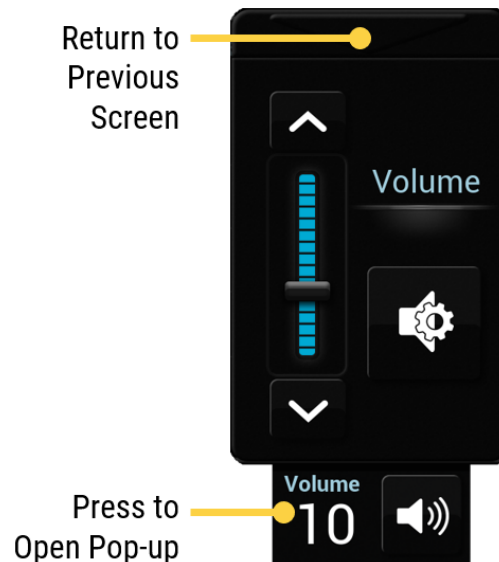 Return to
Previous
Screen
Volume
Volume
10
Press to
Open Pop-up